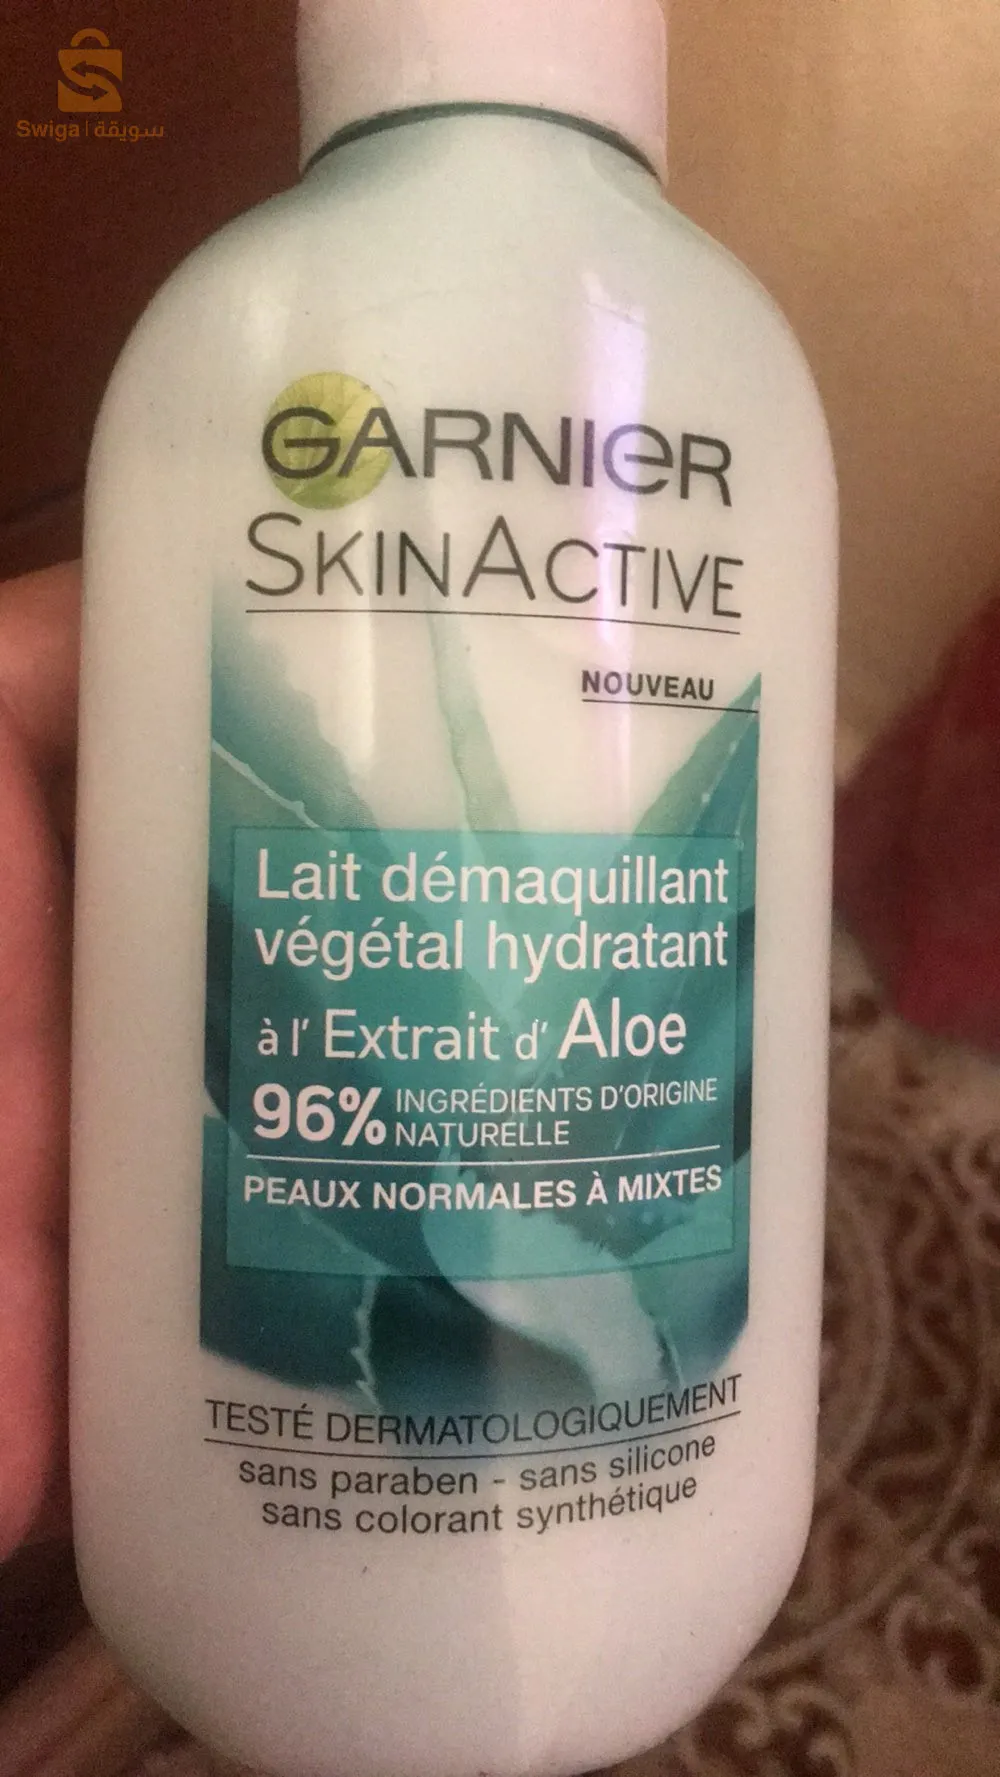 Swiga | سويقة
GARNIER
SKINACTIVE
NOUVEAU
Lait démaquillant
végétal hydratant
à l' Extrait d' Aloe
96% INGRÉDIENTS D'ORIGINE
NATURELLE
PEAUX NORMALES À MIXTES
TESTÉ DERMATOLOGIQUEMENT
sans paraben - sans silicone
sans colorant synthétique